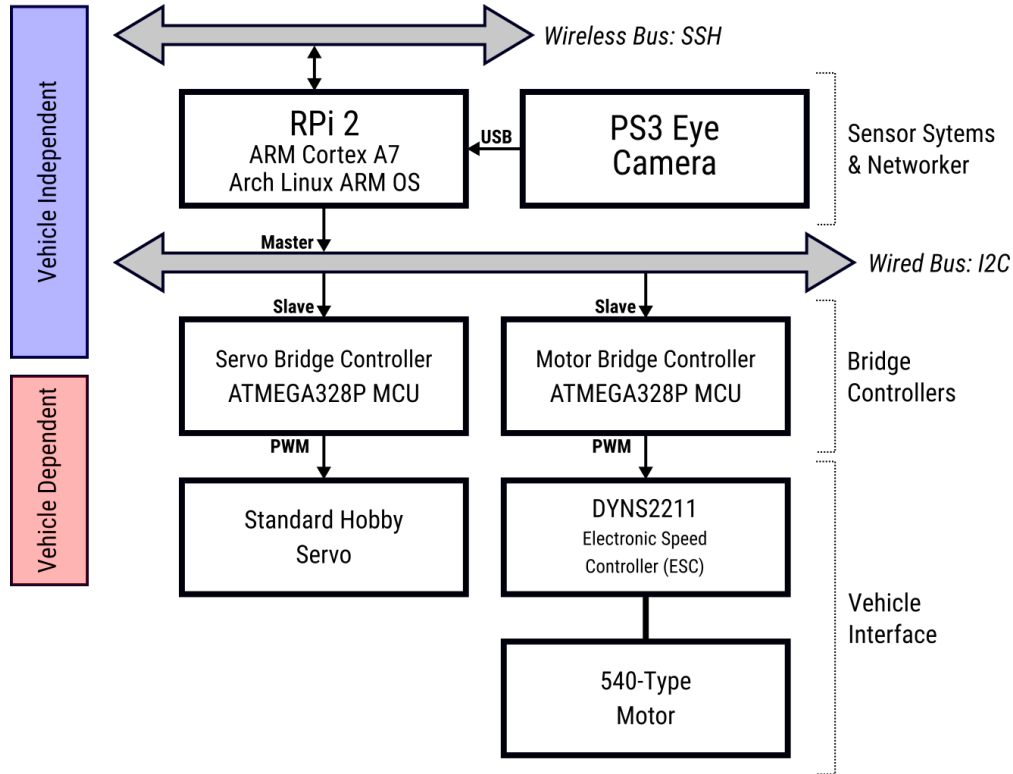 Vehicle Independent
Vehicle Dependent
Wireless Bus: SSH
RPi 2
ARM Cortex A7
Arch Linux ARM OS
USB
PS3 Eye
Camera
Sensor Sytems
& Networker
Master
Wired Bus: I2C
Slave
Slave
Servo Bridge Controller
ATMEGA328P MCU
Motor Bridge Controller
ATMEGA328P MCU
Bridge
Controllers
PWM
PWM
Standard Hobby
Servo
DYNS2211
Electronic Speed
Controller (ESC)
Vehicle
Interface
540-Type
Motor